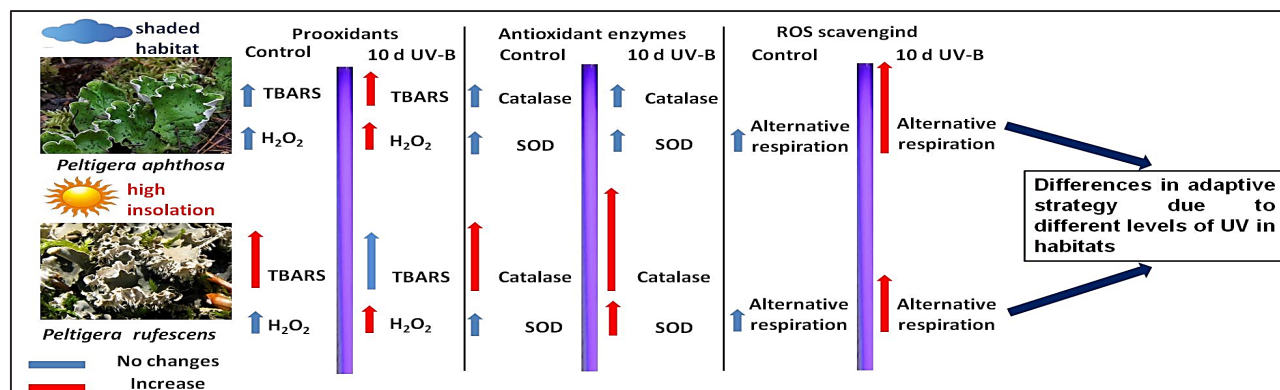 shaded
habitat
Prooxidants
Control
10 d UV-B
Antioxidant enzymes
Control
10 d UV-B
ROS scavengind
Control
10 d UV-B
TBARS
TBARS
Catalase
Catalase
H₂O₂
H₂O₂
SOD
SOD
Alternative
respiration
Alternative
respiration
Peltigera aphthosa
high
insolation
TBARS
TBARS
Catalase
Catalase
H₂O₂
H₂O₂
SOD
SOD
Alternative
respiration
Alternative
respiration
Peltigera rufescens
Differences in adaptive
strategy due to
different levels of UV in
habitats
No changes
Increase